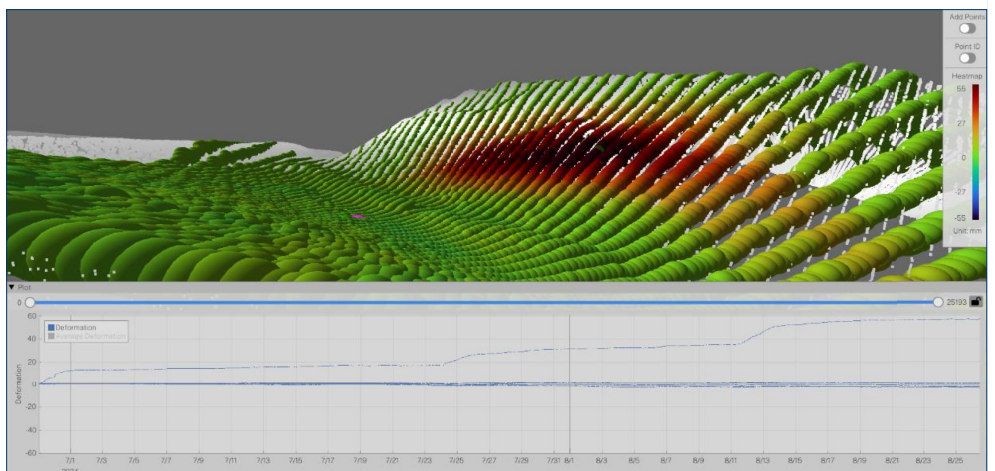 Add Points
Point ID
Heatmap
55
27
0
-27
-55
Unit: mm
▼ Plot
0
25193
60
40
20
0
-20
-40
-60
Deformation
Deformation
Average Deformation
7/1 7/3 7/5 7/7 7/9 7/11 7/13 7/15 7/17 7/19 7/21 7/23 7/25 7/27 7/29 7/31 8/1 8/3 8/5 8/7 8/9 8/11 8/13 8/15 8/17 8/19 8/21 8/23 8/25